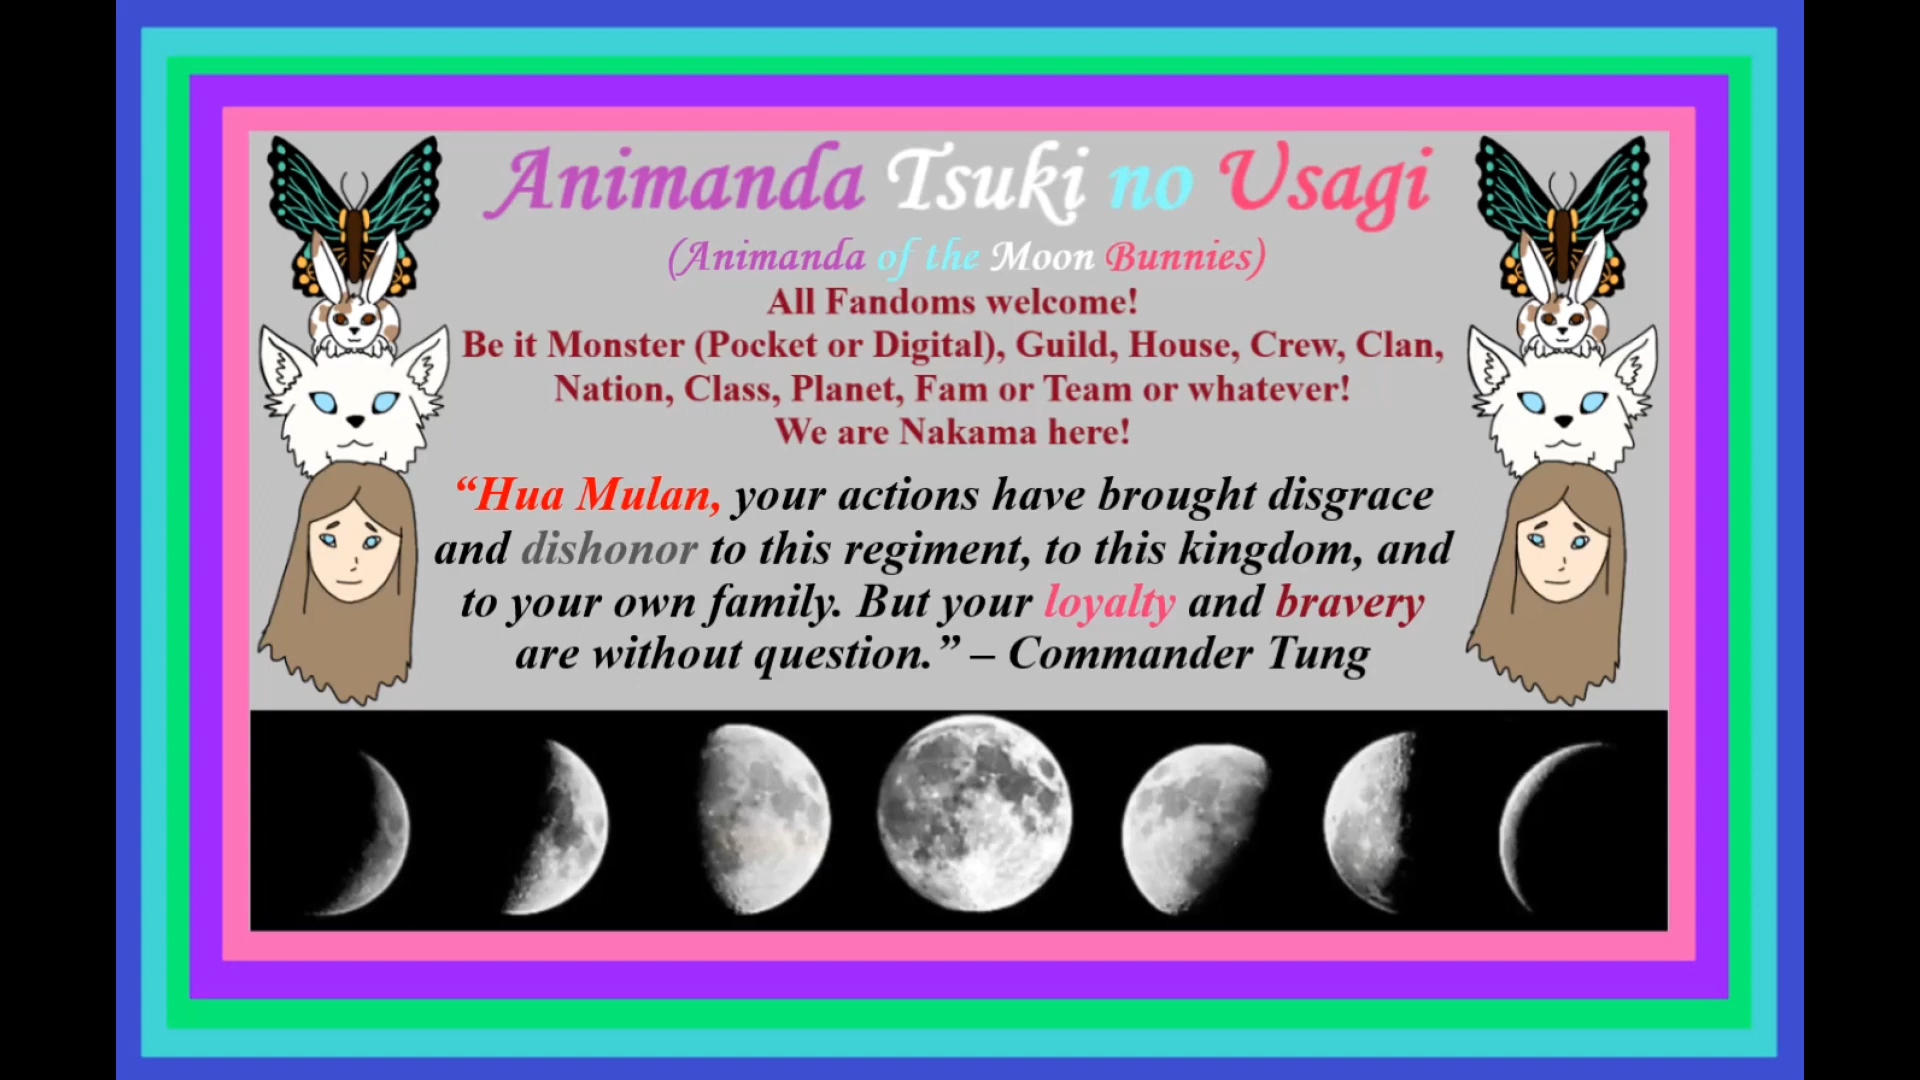 Animanda Tsuki no Usagi
(Animanda of the Moon Bunnies)
All Fandoms welcome!
Be it Monster (Pocket or Digital), Guild, House, Crew, Clan,
Nation, Class, Planet, Fam or Team or whatever!
We are Nakama here!
“Hua Mulan, your actions have brought disgrace
and dishonor to this regiment, to this kingdom, and
to your own family. But your loyalty and bravery
are without question.” – Commander Tung